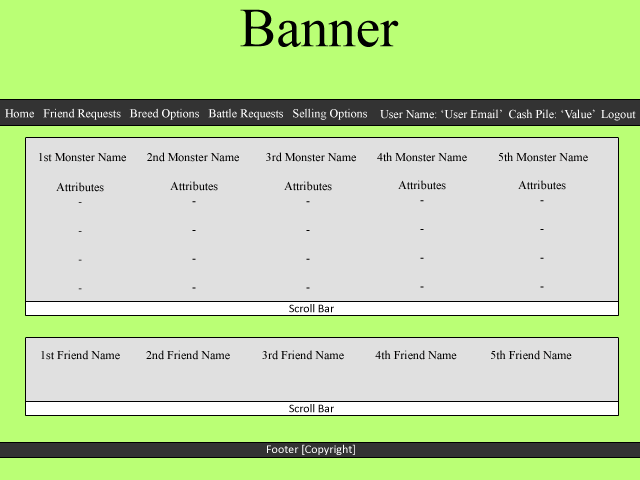 Banner
Home Friend Requests Breed Options Battle Requests Selling Options User Name: ‘User Email’ Cash Pile: ‘Value’ Logout
1st Monster Name 2nd Monster Name 3rd Monster Name 4th Monster Name 5th Monster Name
Attributes Attributes Attributes Attributes Attributes
- - - - -
- - - - -
- - - - -
- - - - -
Scroll Bar
1st Friend Name 2nd Friend Name 3rd Friend Name 4th Friend Name 5th Friend Name
Scroll Bar
Footer [Copyright]